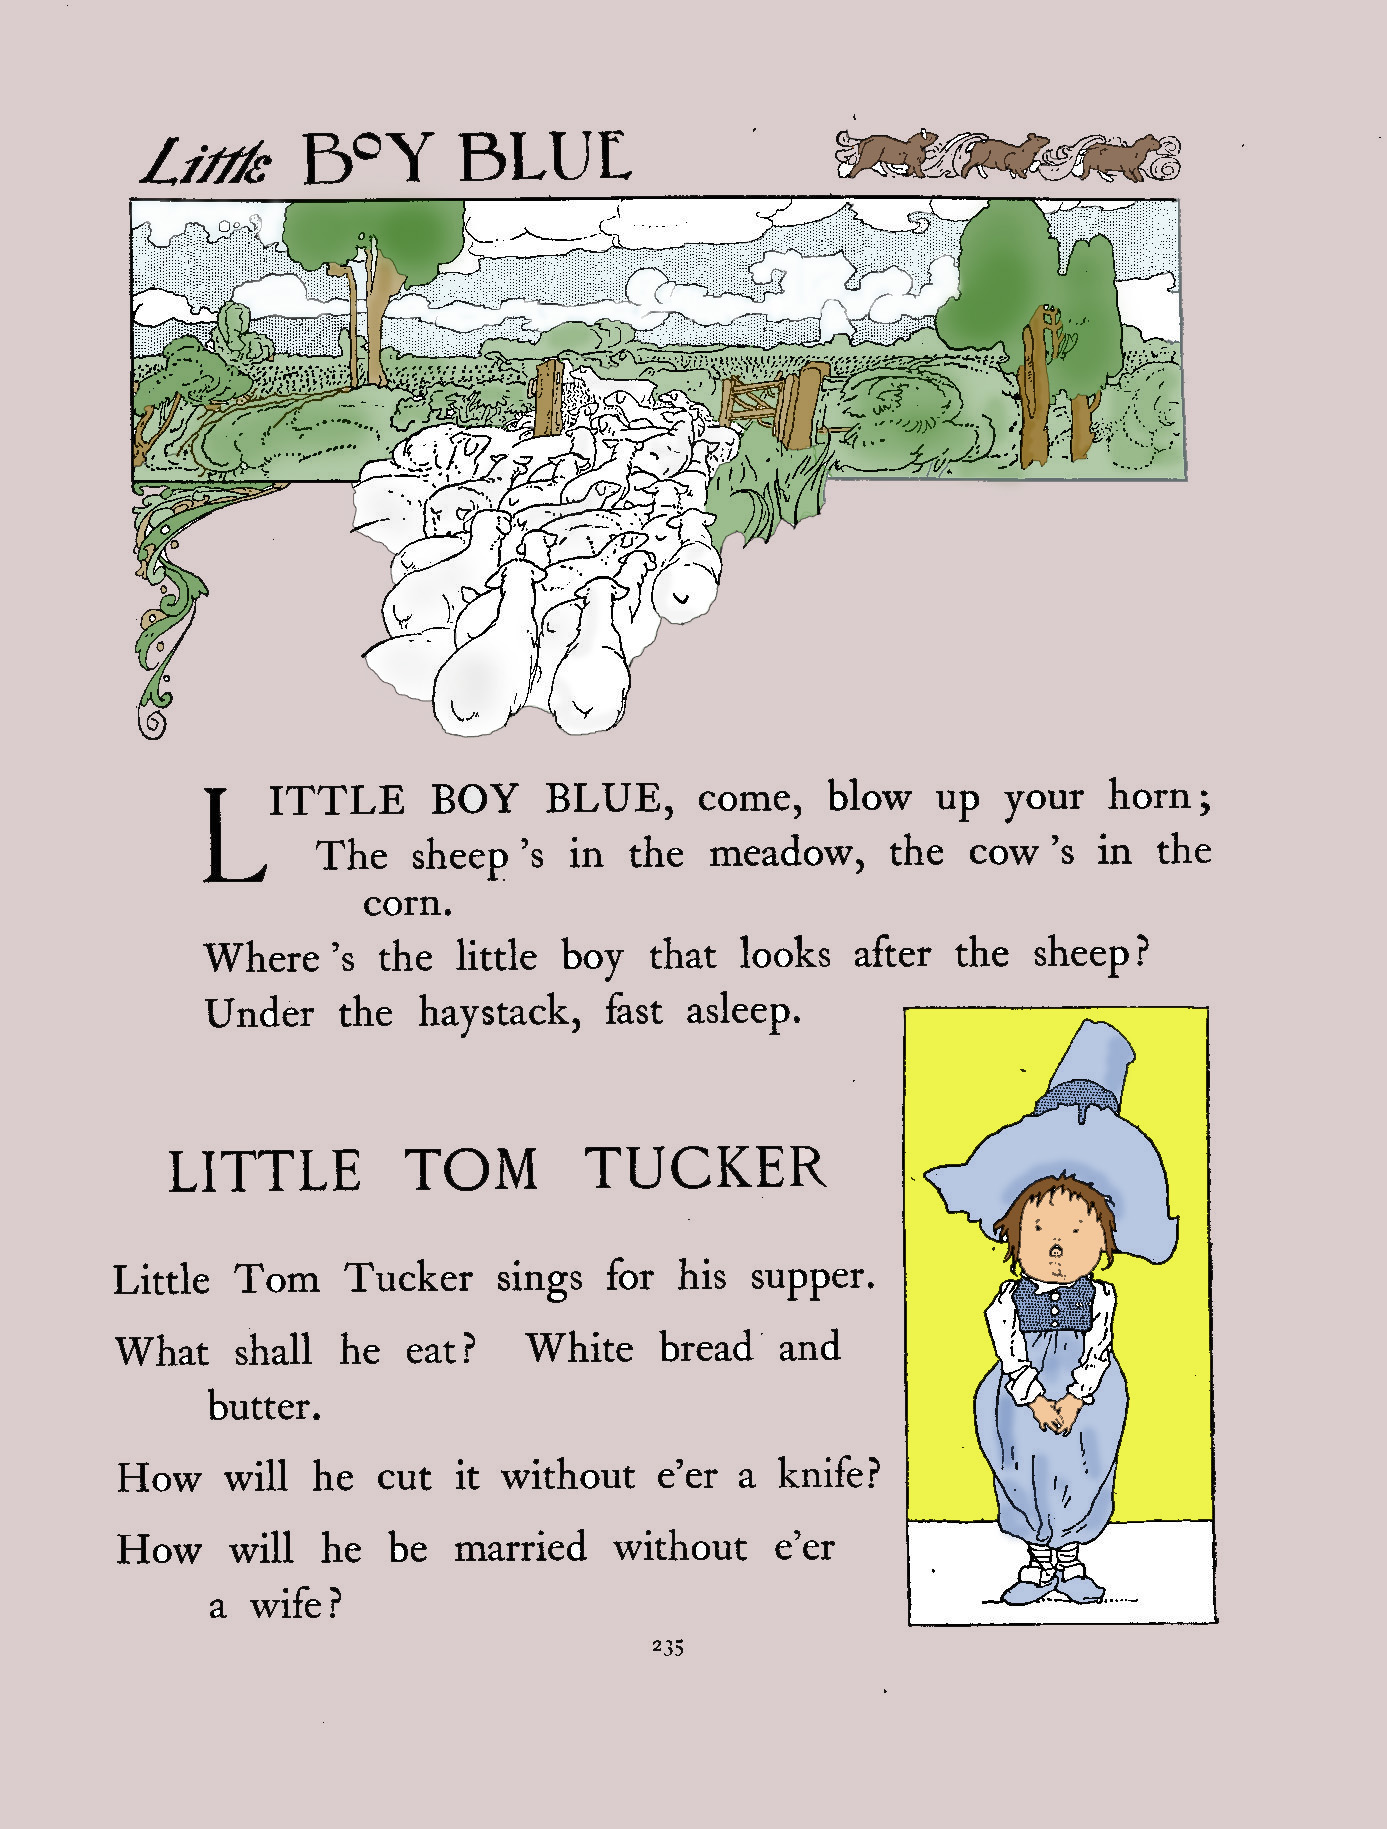 Little BOY BLUE
LITTLE BOY BLUE, come, blow up your horn;
The sheep 's in the meadow, the cow 's in the
corn.
Where 's the little boy that looks after the sheep?
Under the haystack, fast asleep.
LITTLE TOM TUCKER
Little Tom Tucker sings for his supper.
What shall he eat? White bread and
butter.
How will he cut it without e'er a knife?
How will he be married without e'er
a wife?
235